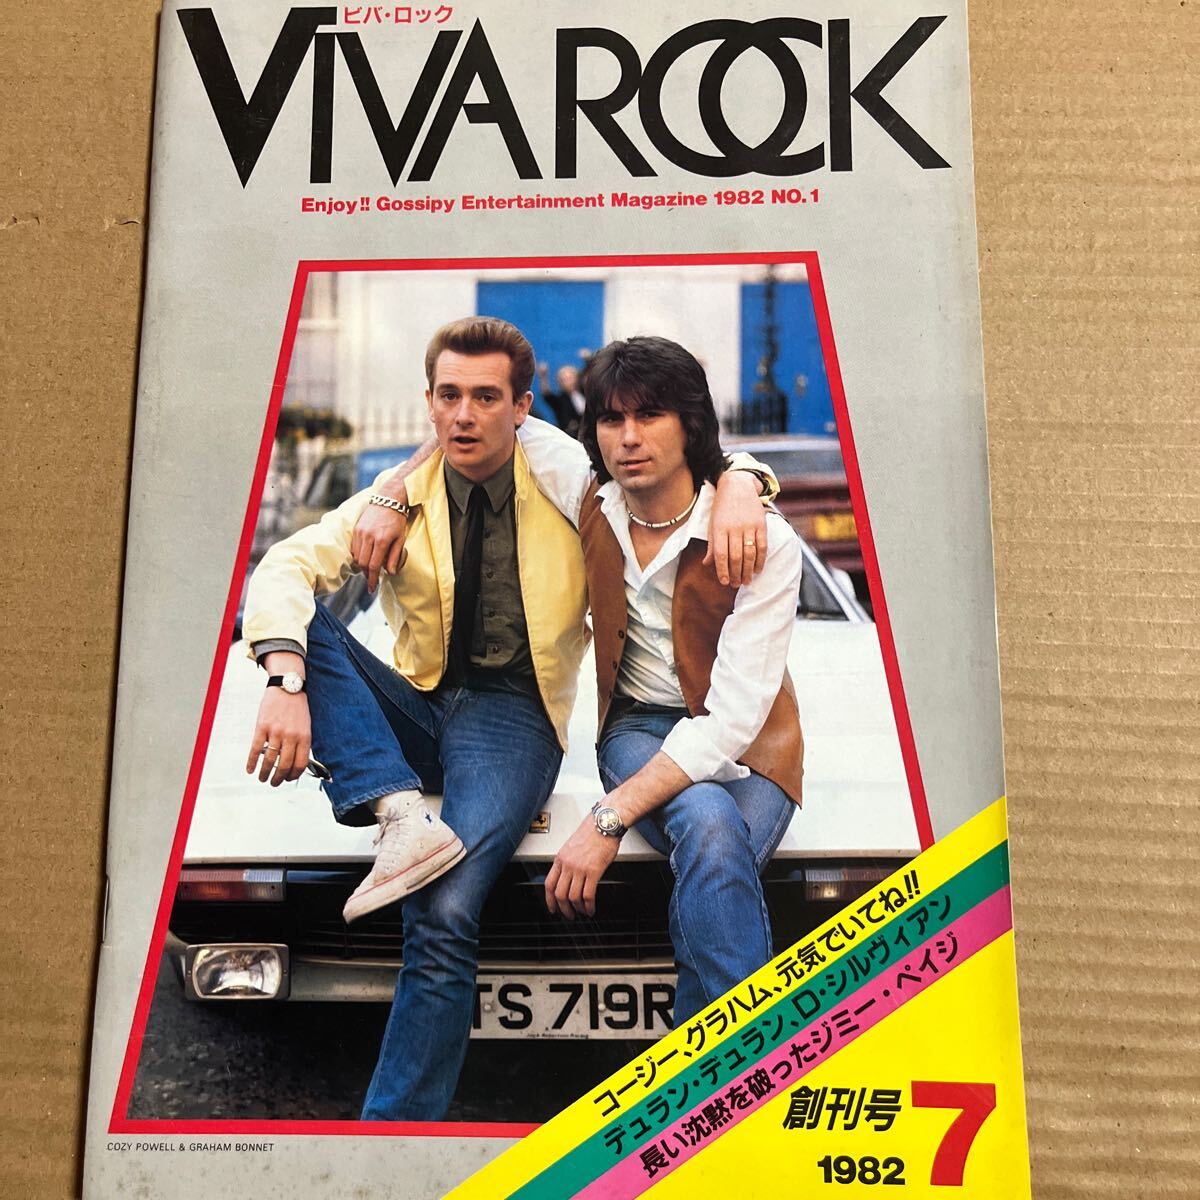 ビバ・ロック
VIVA ROCK
Enjoy!! Gossipy Entertainment Magazine 1982 NO.1
TS 719R
コージー、グラハム、元気でいてね!!
デュラン・デュラン、D・シルヴィアン
長い沈黙を破ったジミー・ペイジ
創刊号
7
1982
COZY POWELL & GRAHAM BONNET